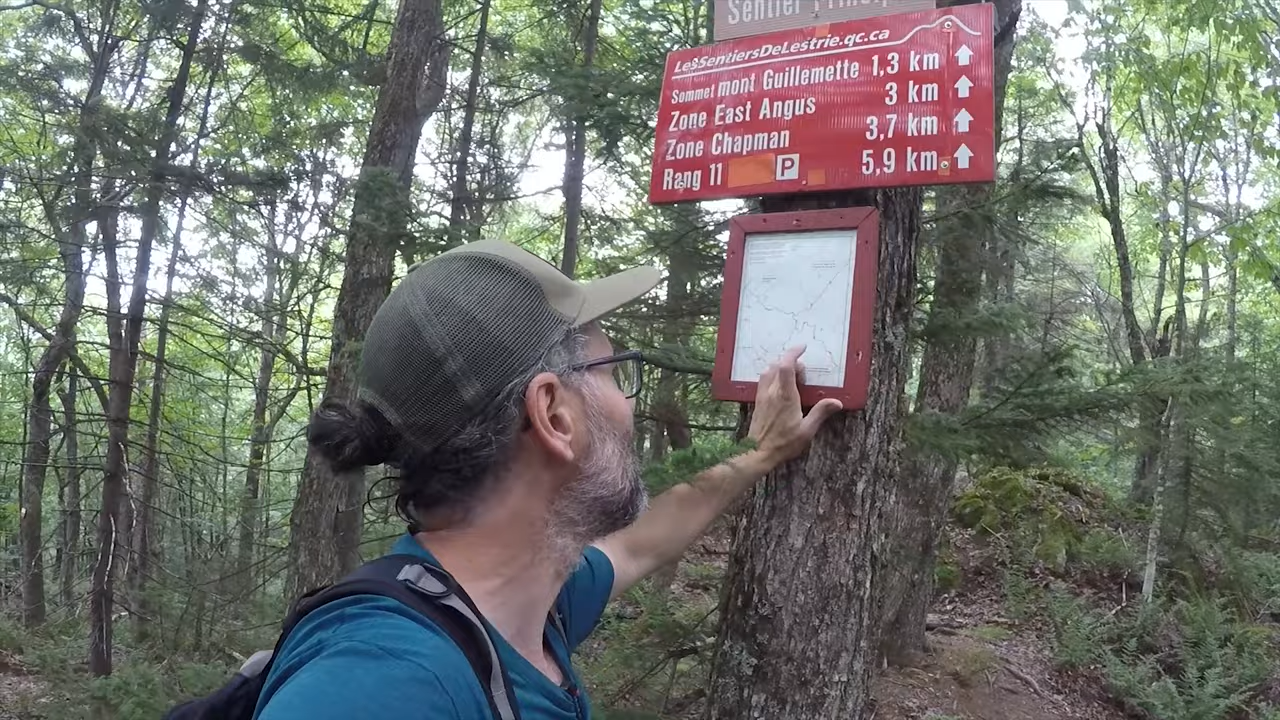 Sentier Principal
LesSentiersDeLestrie.qc.ca
Sommet mont Guillemette 1,3 km
Zone East Angus 3 km
Zone Chapman 3,7 km
Rang 11 P 5,9 km